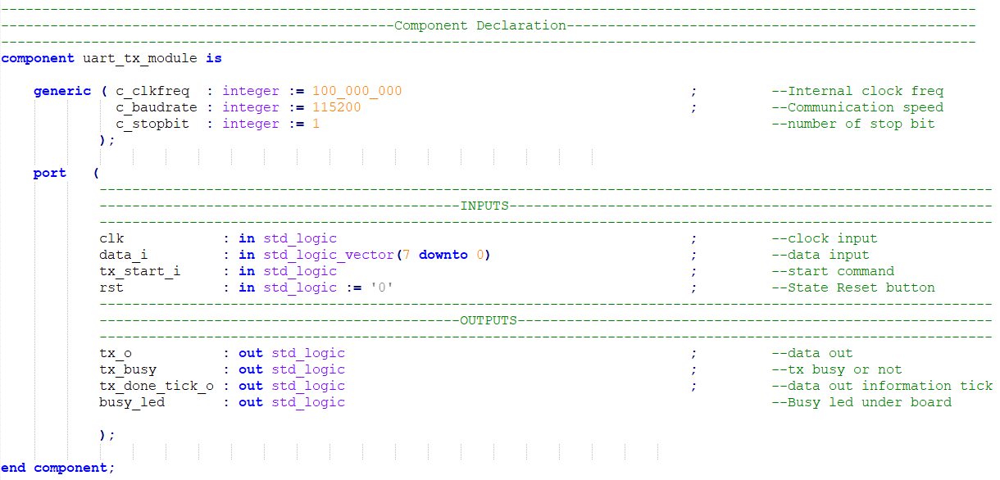 -----------------------------------------------------------------------------------------------------------------------
------------------------------------------------Component Declaration--------------------------------------------------
-----------------------------------------------------------------------------------------------------------------------
component uart_tx_module is
    generic ( c_clkfreq  : integer := 100_000_000                                   ;         --Internal clock freq
              c_baudrate : integer := 115200                                        ;         --Communication speed
              c_stopbit  : integer := 1                                                       --number of stop bit
            );
    port   (
            -------------------------------------------------------------------------------------------------------------
            --------------------------------------------INPUTS-----------------------------------------------------------
            -------------------------------------------------------------------------------------------------------------
            clk            : in std_logic                                           ;         --clock input
            data_i         : in std_logic_vector(7 downto 0)                        ;         --data input
            tx_start_i     : in std_logic                                           ;         --start command
            rst            : in std_logic := '0'                                    ;         --State Reset button
            -------------------------------------------------------------------------------------------------------------
            --------------------------------------------OUTPUTS----------------------------------------------------------
            -------------------------------------------------------------------------------------------------------------
            tx_o           : out std_logic                                          ;         --data out
            tx_busy        : out std_logic                                          ;         --tx busy or not
            tx_done_tick_o : out std_logic                                          ;         --data out information tick
            busy_led       : out std_logic                                                    --Busy led under board
            );
end component;